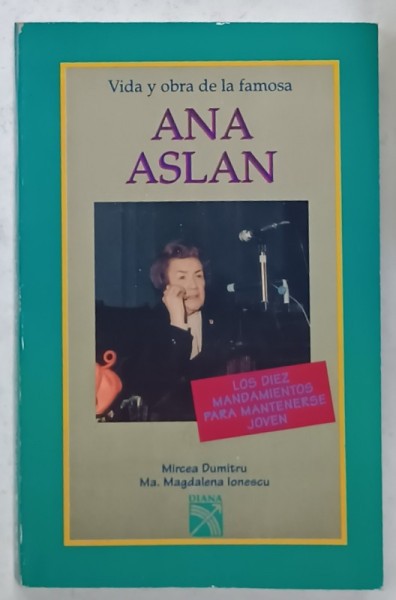 Vida y obra de la famosa
ANA
ASLAN
LOS DIEZ
MANDAMIENTOS
PARA MANTENERSE
JOVEN
Mircea Dumitru
Ma. Magdalena Ionescu
DIANA